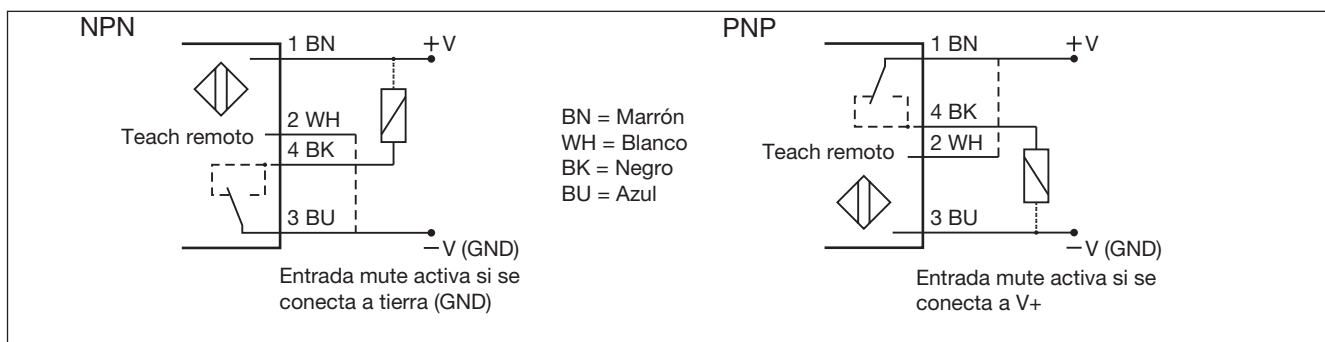 NPN
1 BN
+V
2 WH
Teach remoto
4 BK
3 BU
−V (GND)
Entrada mute activa si se
conecta a tierra (GND)
BN = Marrón
WH = Blanco
BK = Negro
BU = Azul
PNP
1 BN
+V
4 BK
Teach remoto
2 WH
3 BU
−V (GND)
Entrada mute activa si se
conecta a V+